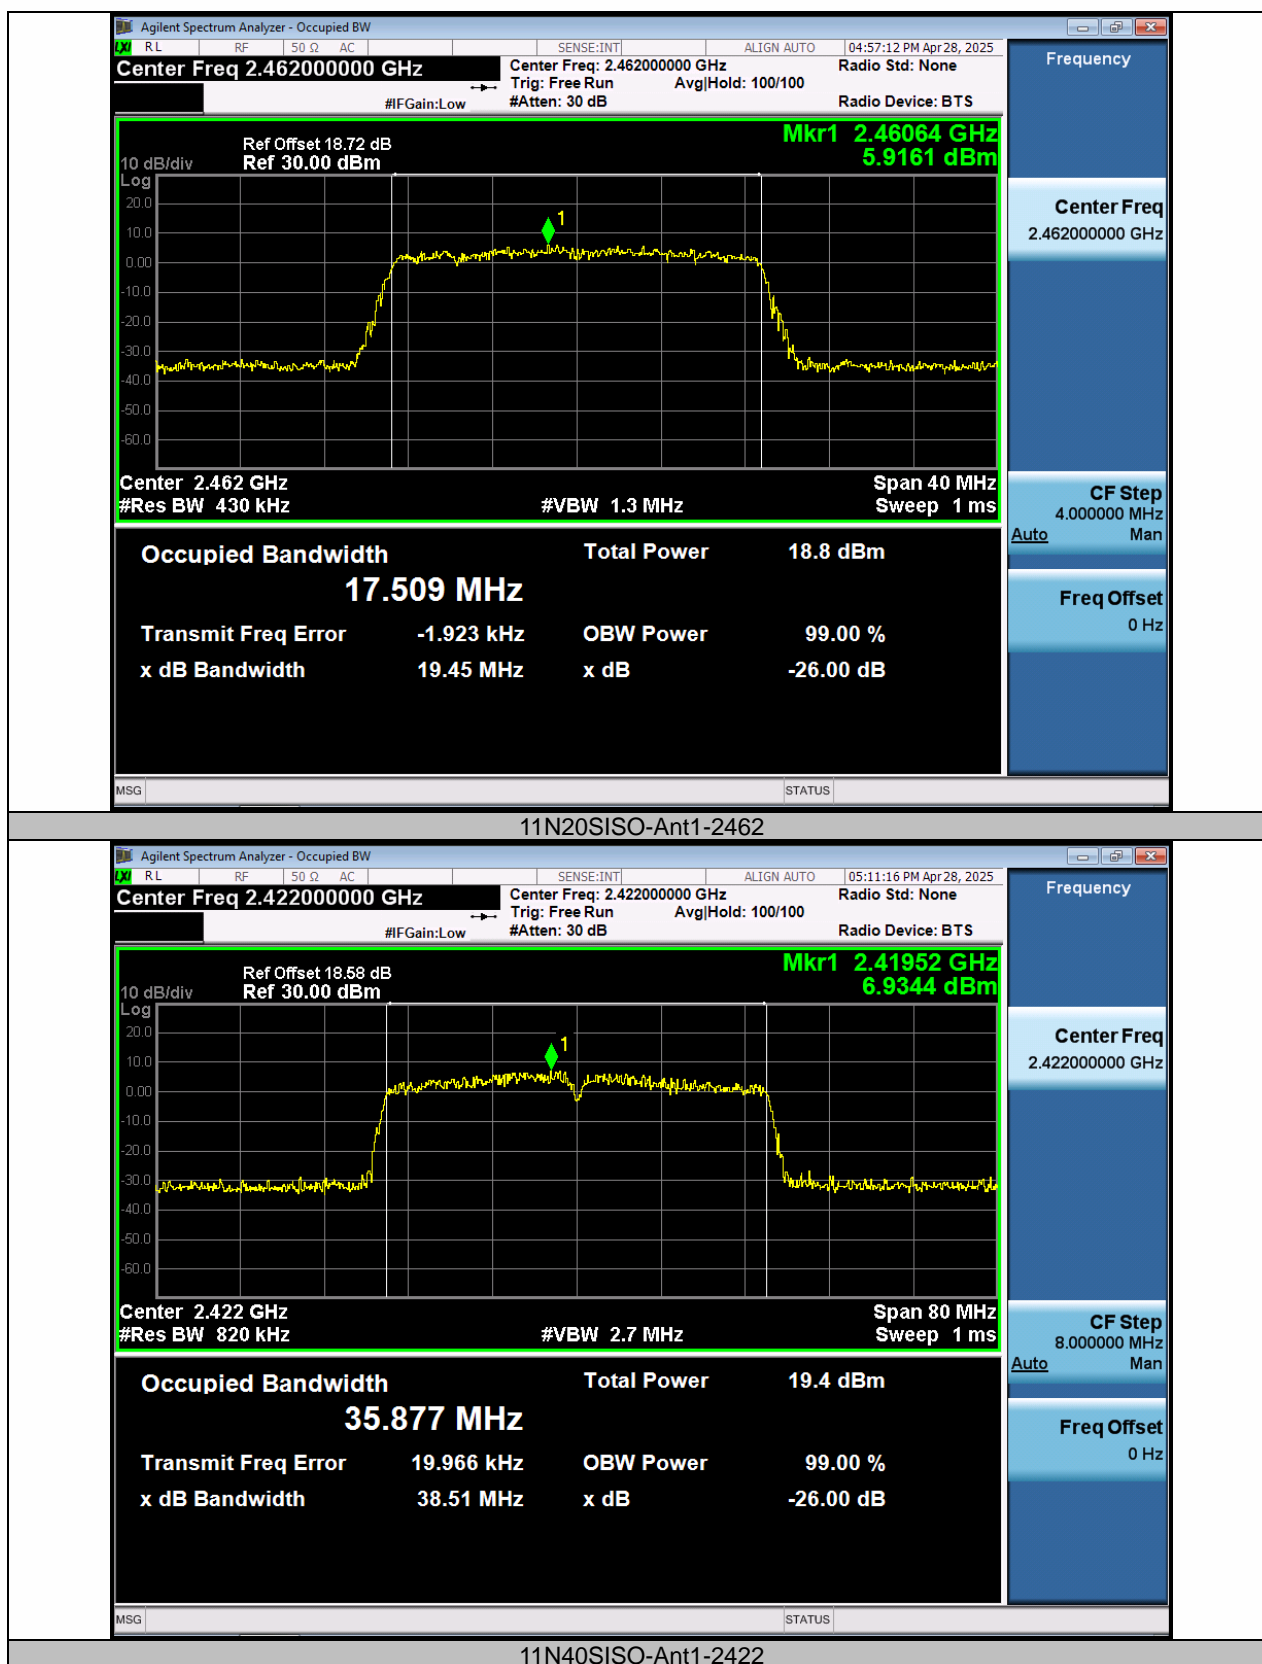 Agilent Spectrum Analyzer - Occupied BW
LXI RL RF 50 Ω AC SENSE:INT ALIGN AUTO 04:57:12 PM Apr 28, 2025
Center Freq 2.462000000 GHz
Center Freq: 2.462000000 GHz Radio Std: None
Trig: Free Run Avg|Hold: 100/100
#IFGain:Low #Atten: 30 dB Radio Device: BTS
Frequency
Mkr1 2.46064 GHz
5.9161 dBm
Ref Offset 18.72 dB
10 dB/div Ref 30.00 dBm
Log
20.0
10.0
0.00
-10.0
-20.0
-30.0
-40.0
-50.0
-60.0
1
Center 2.462 GHz Span 40 MHz
#Res BW 430 kHz #VBW 1.3 MHz Sweep 1 ms
Center Freq
2.462000000 GHz
CF Step
4.000000 MHz
Auto Man
Freq Offset
0 Hz
Occupied Bandwidth Total Power 18.8 dBm
17.509 MHz
Transmit Freq Error -1.923 kHz OBW Power 99.00 %
x dB Bandwidth 19.45 MHz x dB -26.00 dB
MSG STATUS
11N20SISO-Ant1-2462
Agilent Spectrum Analyzer - Occupied BW
LXI RL RF 50 Ω AC SENSE:INT ALIGN AUTO 05:11:16 PM Apr 28, 2025
Center Freq 2.422000000 GHz
Center Freq: 2.422000000 GHz Radio Std: None
Trig: Free Run Avg|Hold: 100/100
#IFGain:Low #Atten: 30 dB Radio Device: BTS
Frequency
Mkr1 2.41952 GHz
6.9344 dBm
Ref Offset 18.58 dB
10 dB/div Ref 30.00 dBm
Log
20.0
10.0
0.00
-10.0
-20.0
-30.0
-40.0
-50.0
-60.0
1
Center 2.422 GHz Span 80 MHz
#Res BW 820 kHz #VBW 2.7 MHz Sweep 1 ms
Center Freq
2.422000000 GHz
CF Step
8.000000 MHz
Auto Man
Freq Offset
0 Hz
Occupied Bandwidth Total Power 19.4 dBm
35.877 MHz
Transmit Freq Error 19.966 kHz OBW Power 99.00 %
x dB Bandwidth 38.51 MHz x dB -26.00 dB
MSG STATUS
11N40SISO-Ant1-2422